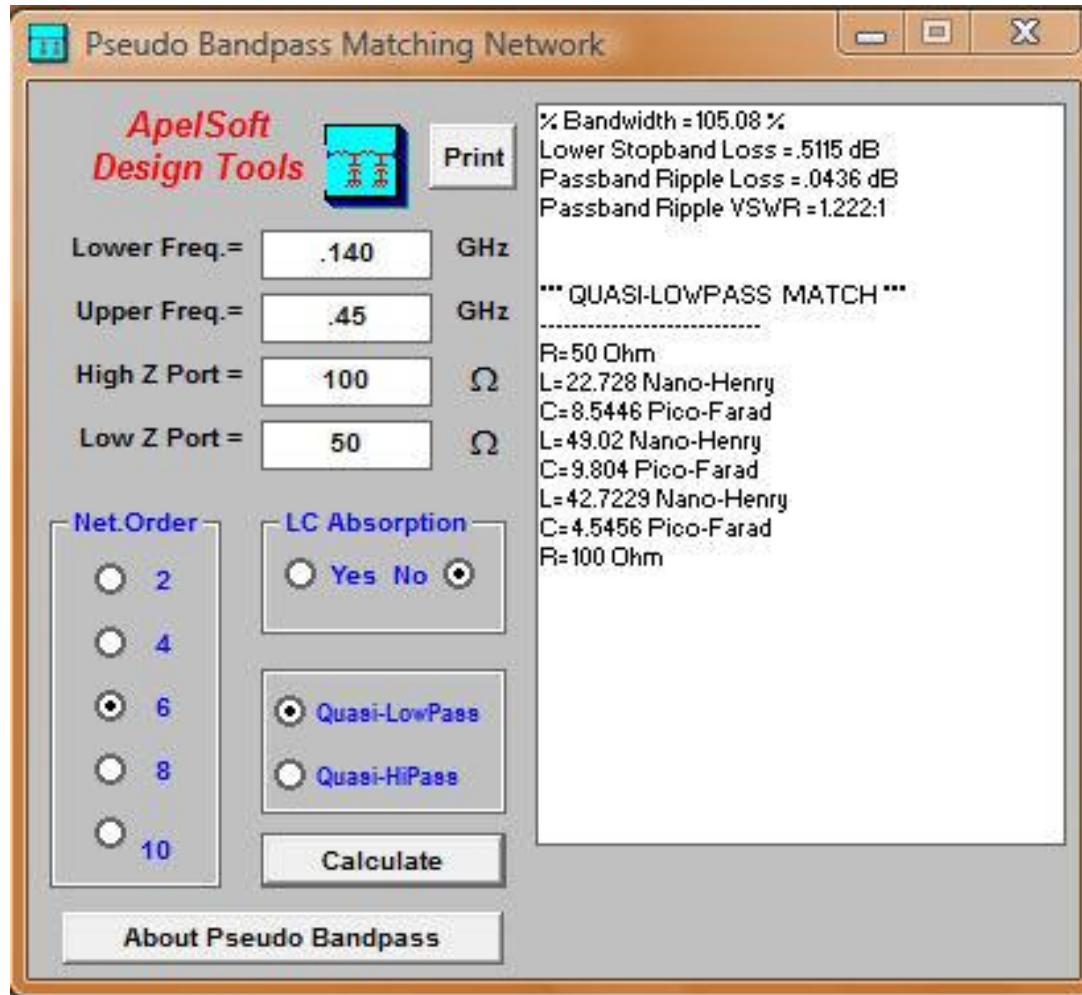 Pseudo Bandpass Matching Network
ApelSoft
Design Tools
Print
Lower Freq.= .140 GHz
Upper Freq.= .45 GHz
High Z Port = 100 Ω
Low Z Port = 50 Ω
Net.Order
2
4
6
8
10
LC Absorption
Yes No
Quasi-LowPass
Quasi-HiPass
Calculate
About Pseudo Bandpass
% Bandwidth =105.08 %
Lower Stopband Loss =.5115 dB
Passband Ripple Loss =.0436 dB
Passband Ripple VSWR =1.222:1
*** QUASI-LOWPASS MATCH ***
---------------------------
R=50 Ohm
L=22.728 Nano-Henry
C=8.5446 Pico-Farad
L=49.02 Nano-Henry
C=9.804 Pico-Farad
L=42.7229 Nano-Henry
C=4.5456 Pico-Farad
R=100 Ohm